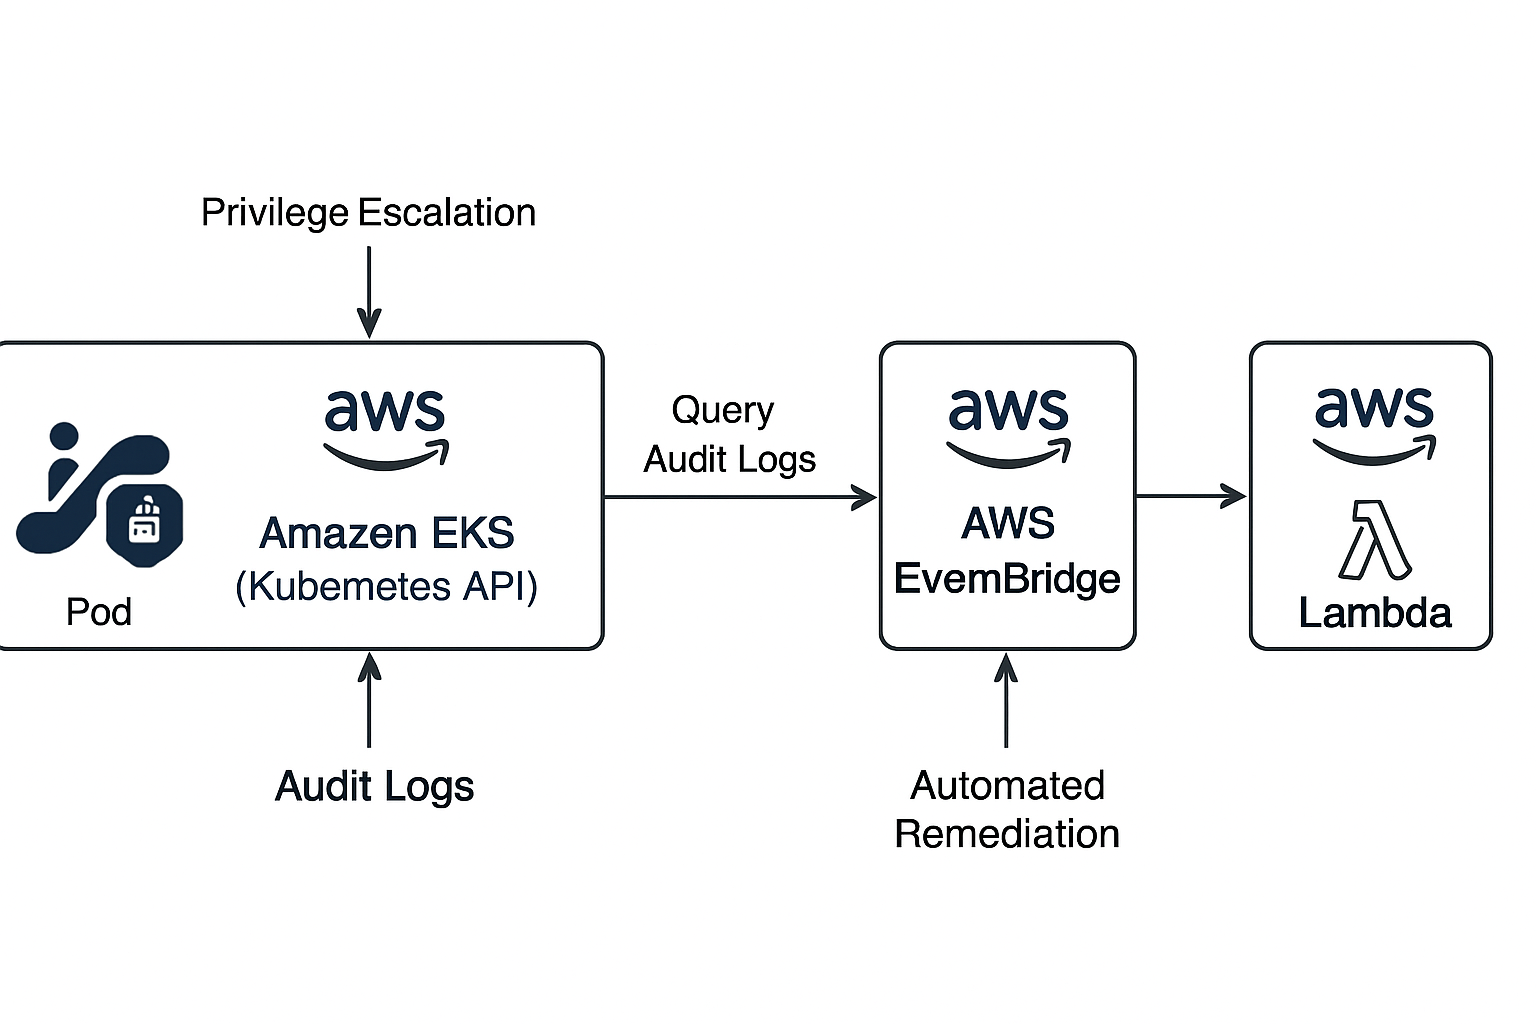 Privilege Escalation
aws
Amazen EKS
(Kubemetes API)
Pod
Audit Logs
Query
Audit Logs
aws
AWS
EvemBridge
Automated
Remediation
aws
Lambda